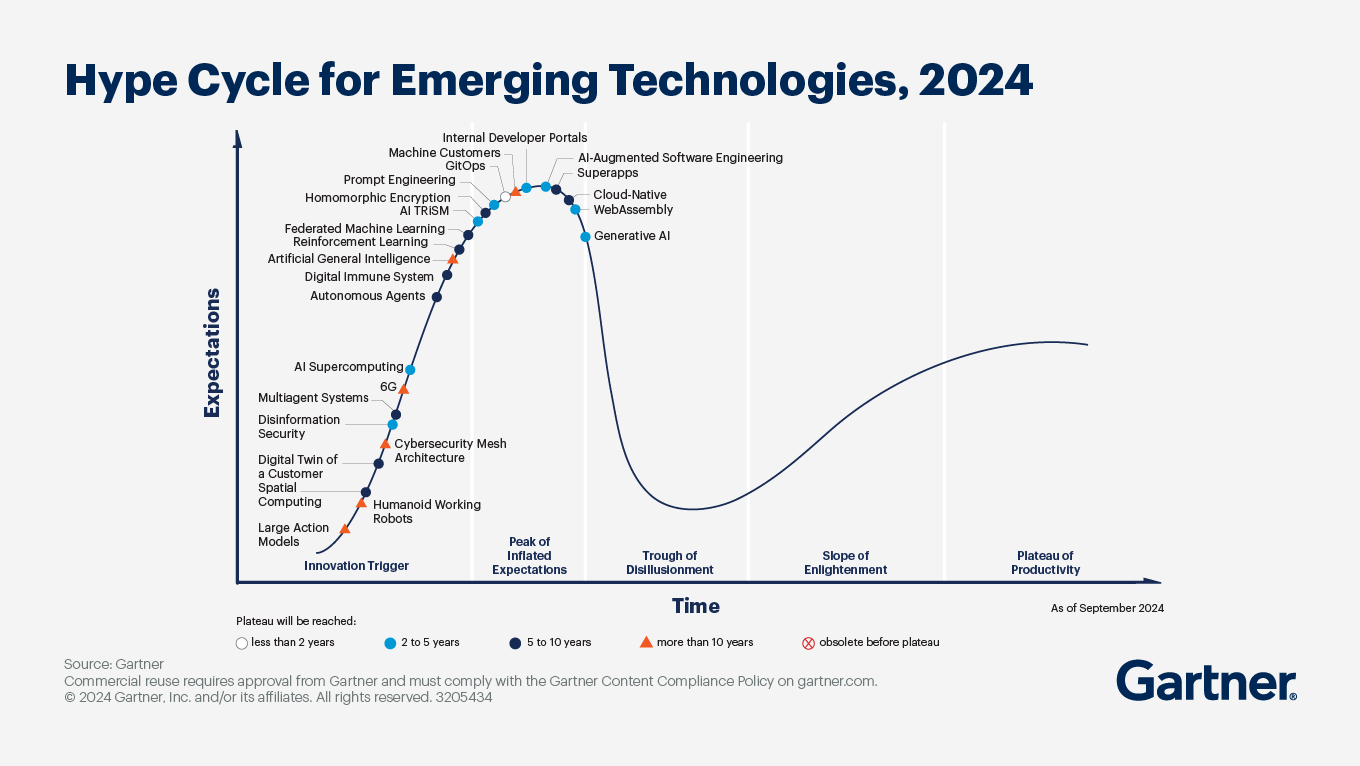 Hype Cycle for Emerging Technologies, 2024
Internal Developer Portals
Machine Customers
GitOps
Prompt Engineering
Homomorphic Encryption
AI TRiSM
Federated Machine Learning
Reinforcement Learning
Artificial General Intelligence
Digital Immune System
Autonomous Agents
AI Supercomputing
6G
Multiagent Systems
Disinformation
Security
Digital Twin of
a Customer
Spatial
Computing
Large Action
Models
AI-Augmented Software Engineering
Superapps
Cloud-Native
WebAssembly
Generative AI
Cybersecurity Mesh
Architecture
Humanoid Working
Robots
Expectations
Innovation Trigger
Peak of
Inflated
Expectations
Trough of
Disillusionment
Slope of
Enlightenment
Plateau of
Productivity
Time
As of September 2024
Plateau will be reached:
less than 2 years
2 to 5 years
5 to 10 years
more than 10 years
obsolete before plateau
Source: Gartner
Commercial reuse requires approval from Gartner and must comply with the Gartner Content Compliance Policy on gartner.com.
© 2024 Gartner, Inc. and/or its affiliates. All rights reserved. 3205434
Gartner®